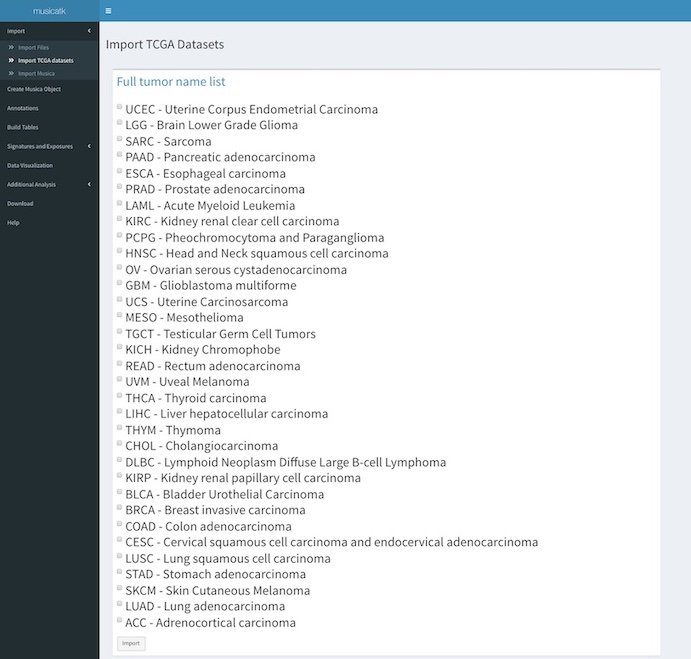 musicatk
Import
Import Files
Import TCGA datasets
Import Musica
Create Musica Object
Annotations
Build Tables
Signatures and Exposures
Data Visualization
Additional Analysis
Download
Help
Import TCGA Datasets
Full tumor name list
UCEC - Uterine Corpus Endometrial Carcinoma
LGG - Brain Lower Grade Glioma
SARC - Sarcoma
PAAD - Pancreatic adenocarcinoma
ESCA - Esophageal carcinoma
PRAD - Prostate adenocarcinoma
LAML - Acute Myeloid Leukemia
KIRC - Kidney renal clear cell carcinoma
PCPG - Pheochromocytoma and Paraganglioma
HNSC - Head and Neck squamous cell carcinoma
OV - Ovarian serous cystadenocarcinoma
GBM - Glioblastoma multiforme
UCS - Uterine Carcinosarcoma
MESO - Mesothelioma
TGCT - Testicular Germ Cell Tumors
KICH - Kidney Chromophobe
READ - Rectum adenocarcinoma
UVM - Uveal Melanoma
THCA - Thyroid carcinoma
LIHC - Liver hepatocellular carcinoma
THYM - Thymoma
CHOL - Cholangiocarcinoma
DLBC - Lymphoid Neoplasm Diffuse Large B-cell Lymphoma
KIRP - Kidney renal papillary cell carcinoma
BLCA - Bladder Urothelial Carcinoma
BRCA - Breast invasive carcinoma
COAD - Colon adenocarcinoma
CESC - Cervical squamous cell carcinoma and endocervical adenocarcinoma
LUSC - Lung squamous cell carcinoma
STAD - Stomach adenocarcinoma
SKCM - Skin Cutaneous Melanoma
LUAD - Lung adenocarcinoma
ACC - Adrenocortical carcinoma
Import